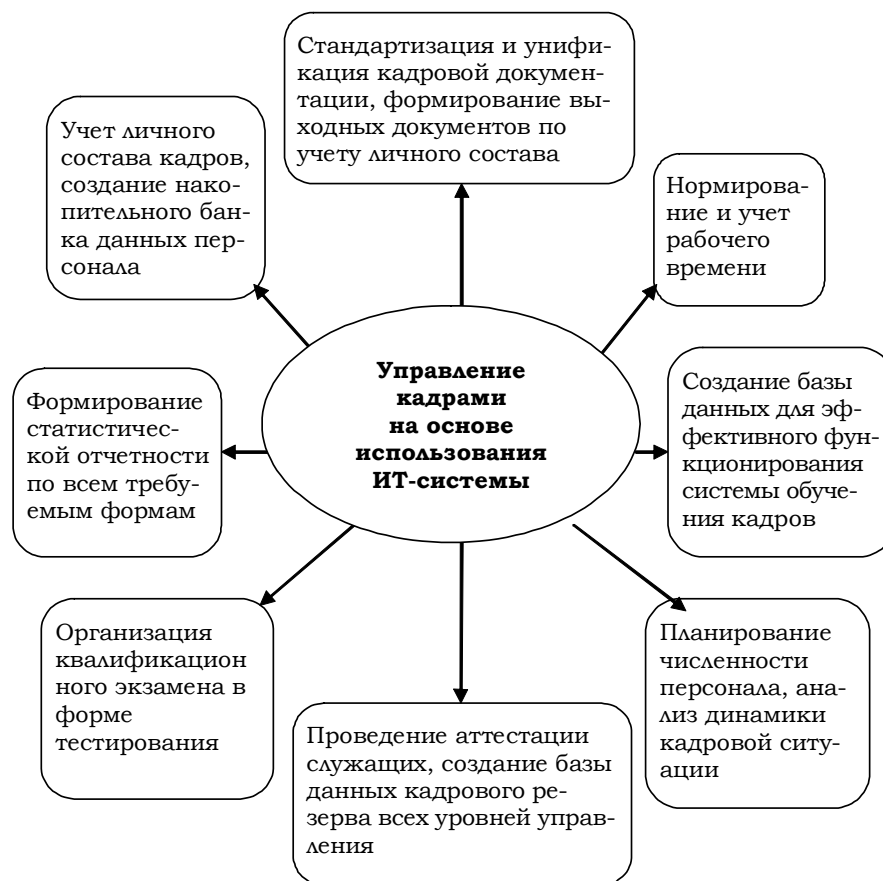 Стандартизация и унифи-
кация кадровой докумен-
тации, формирование вы-
ходных документов по
учету личного состава
Учет личного
состава кадров,
создание нако-
пительного бан-
ка данных пер-
сонала
Нормирова-
ние и учет
рабочего
времени
Управление
кадрами
на основе
использования
ИТ-системы
Формирование
статистичес-
кой отчетности
по всем требу-
емым формам
Создание базы
данных для эф-
фективного фун-
кционирования
системы обуче-
ния кадров
Организация
квалификацион
ного экзамена в
форме
тестирования
Проведение аттестации
служащих, создание базы
данных кадрового ре-
зерва всех уровней управ-
ления
Планирование
численности
персонала, ана-
лиз динамики
кадровой ситу-
ации